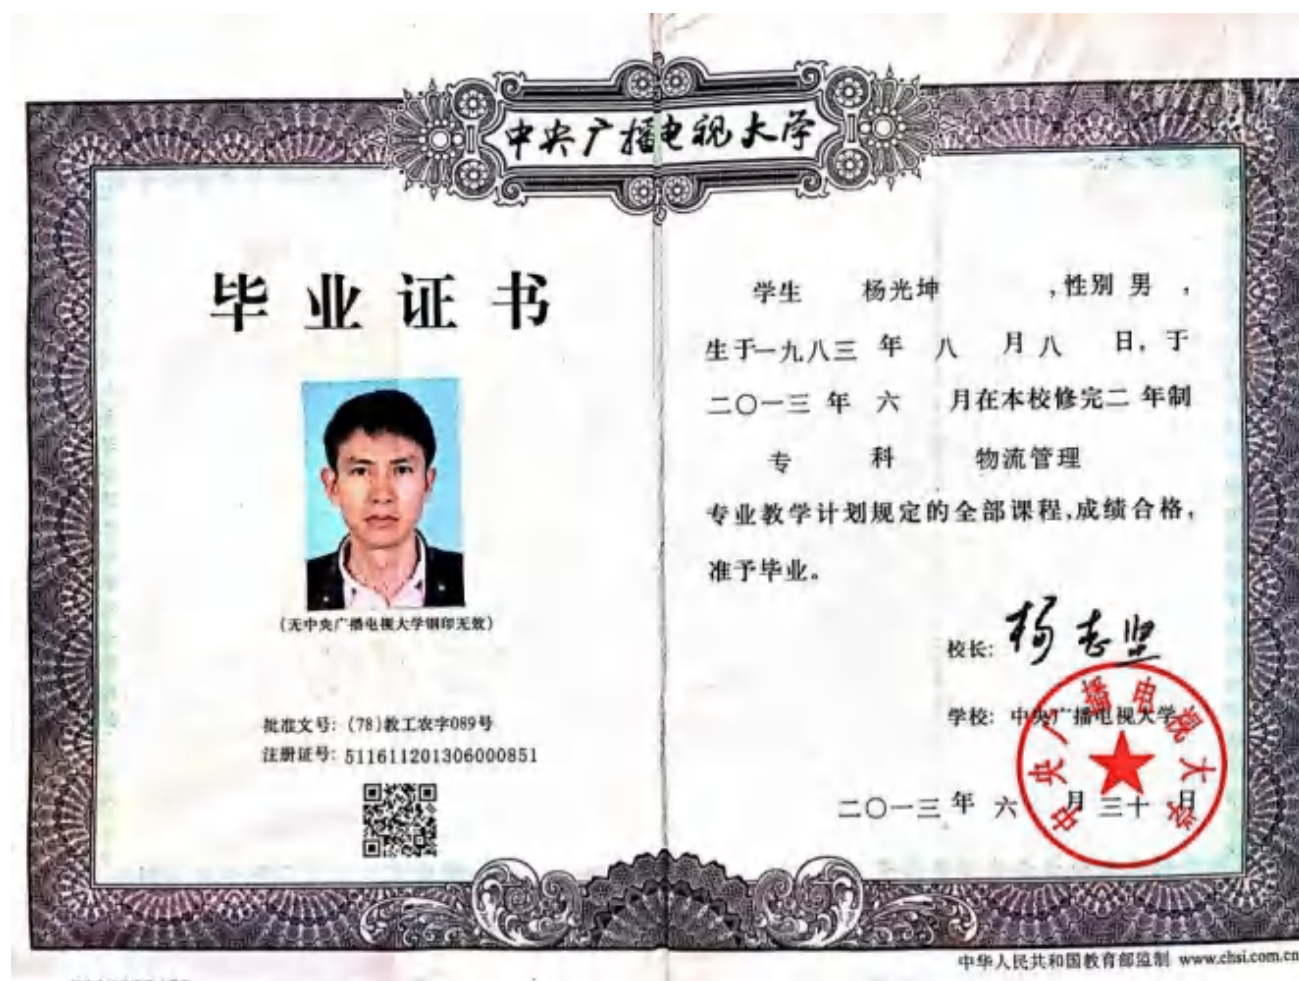 中央广播电视大学
毕业证书
(无中央广播电视大学钢印无效)
批准文号: (78)教工农字089号
注册证号: 511611201306000851
学生 杨光坤 ,性别 男 ,
生于一九八三 年 八 月八 日, 于
二〇一三 年 六 月在本校修完二 年制
专 科 物流管理
专业教学计划规定的全部课程,成绩合格,
准予毕业。
校长: 杨志坚
学校: 中央广播电视大学
中央广播电视大学
二〇一三 年 六 月 三十 日
中华人民共和国教育部监制 www.chsi.com.cn